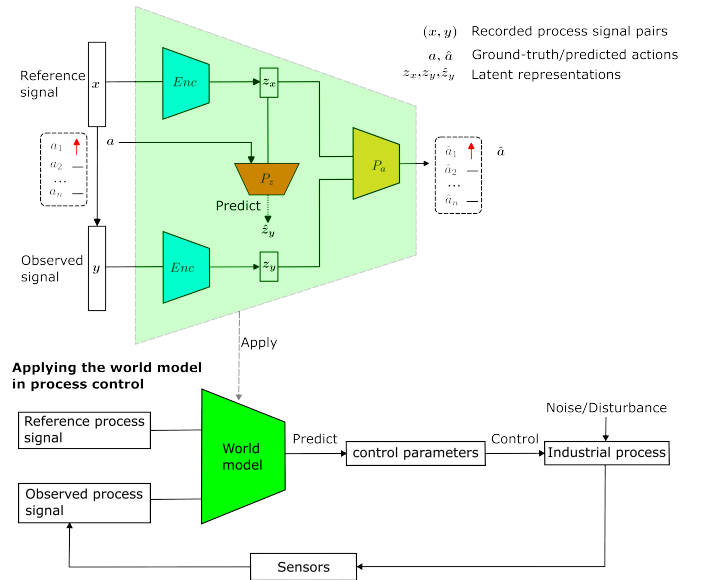 (x, y) Recorded process signal pairs
a, â Ground-truth/predicted actions
z_x,z_y,ẑ_y Latent representations
Reference
signal
x
Enc
z_x
a
a_1
a_2
...
a_n
P_z
Predict
ẑ_y
P_a
â_1
â_2
...
â_n
â
Observed
signal
y
Enc
z_y
Apply
Applying the world model
in process control
Reference process
signal
Observed process
signal
World
model
Predict
control parameters
Control
Noise/Disturbance
Industrial process
Sensors